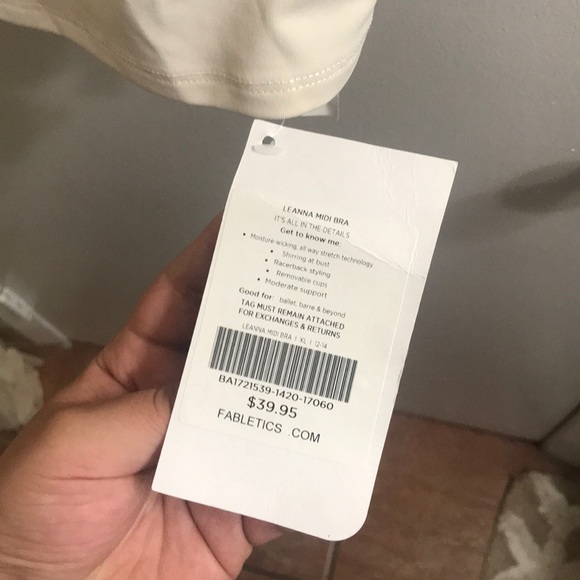 LEANNA MIDI BRA
IT'S ALL IN THE DETAILS
Get to know me:
• Moisture-wicking, all way stretch technology
• Shirring at bust
• Racerback styling
• Removable cups
• Moderate support
Good for: ballet, barre & beyond
TAG MUST REMAIN ATTACHED
FOR EXCHANGES & RETURNS
LEANNA MIDI BRA | XL | 12-14
BA1721539-1420-17060
$39.95
FABLETICS .COM